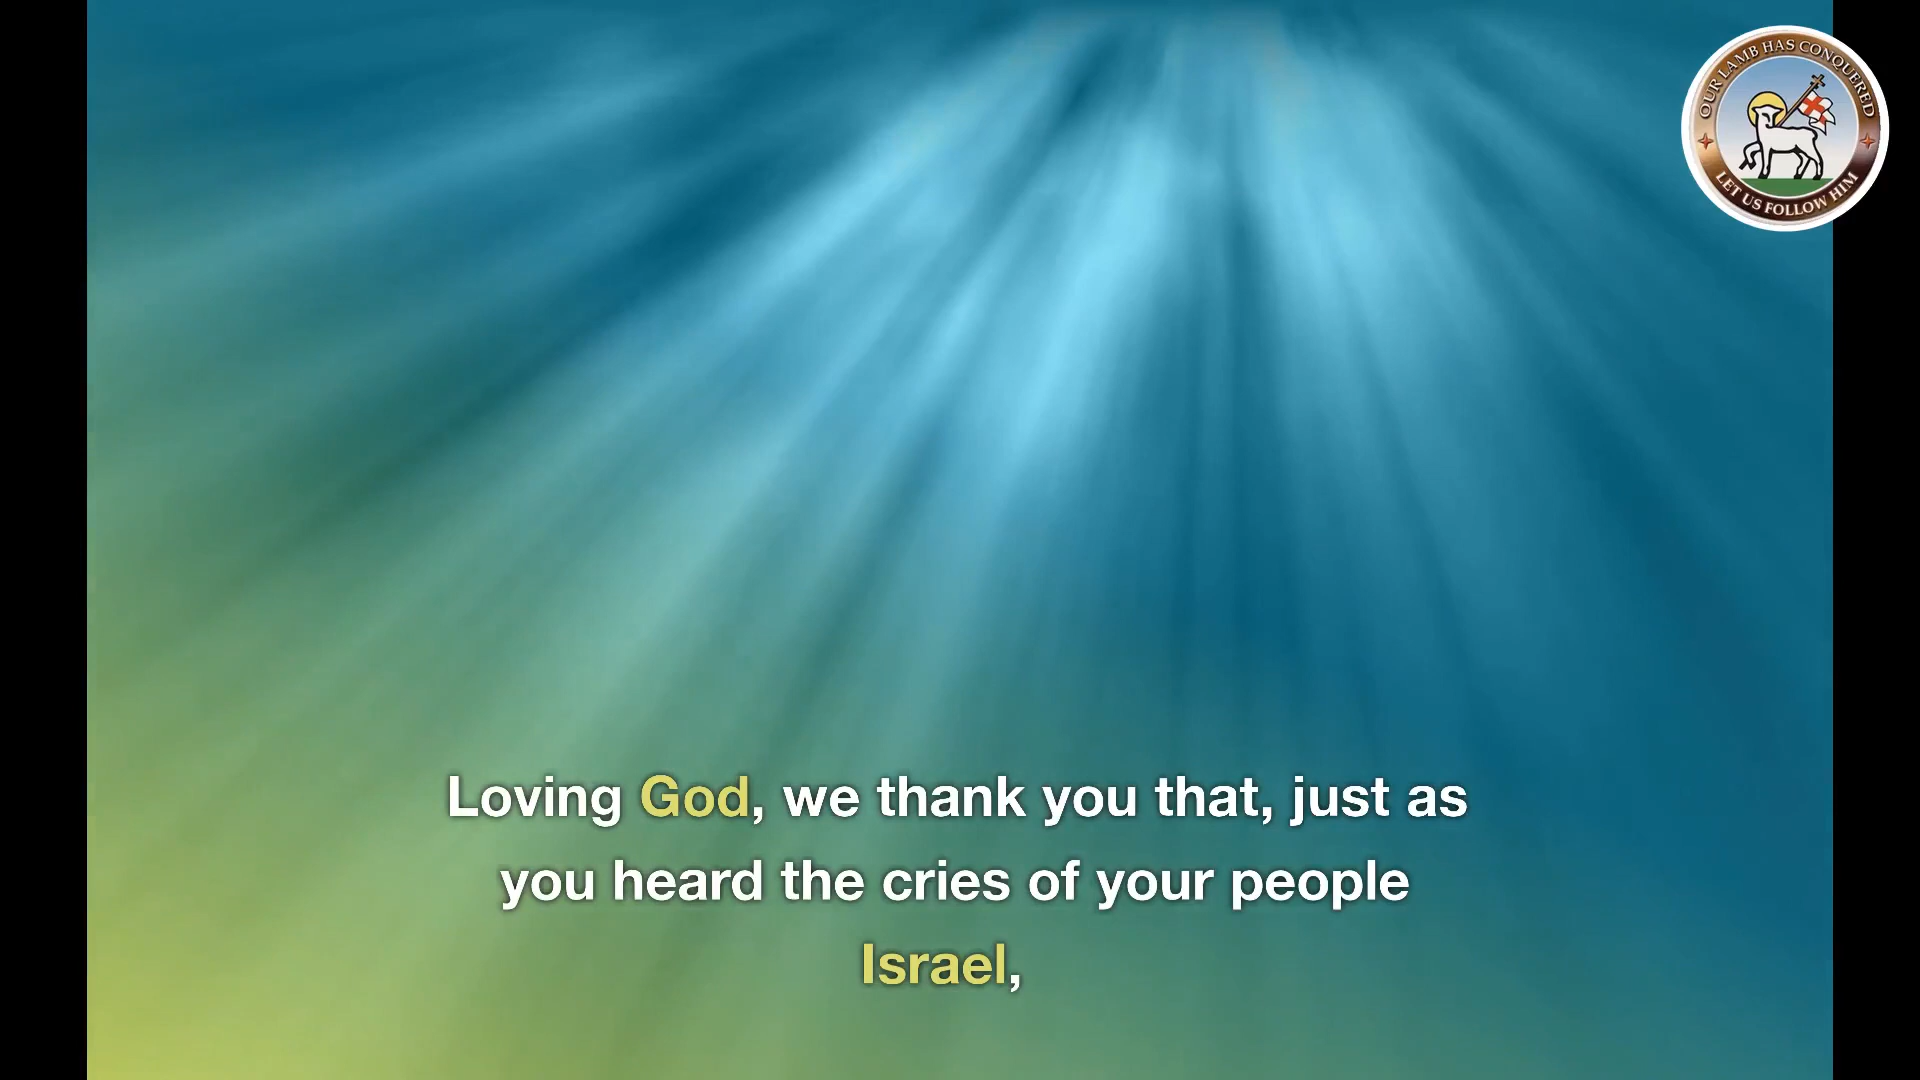 OUR LAMB HAS CONQUERED
LET US FOLLOW HIM
Loving God, we thank you that, just as
you heard the cries of your people
Israel,